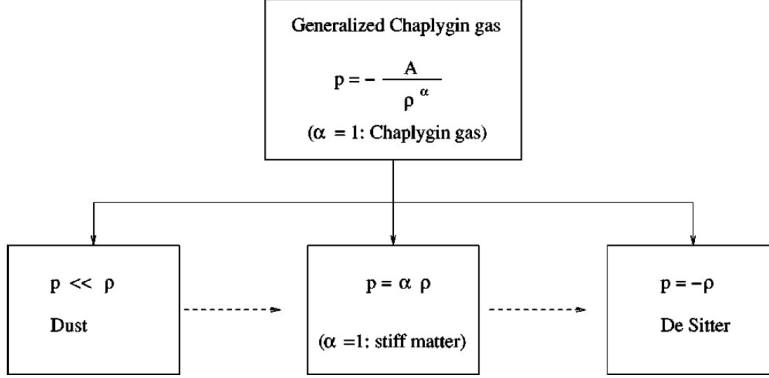 Generalized Chaplygin gas
p = - A / ρ^α
(α = 1: Chaplygin gas)
p << ρ
Dust
p = α ρ
(α =1: stiff matter)
p = -ρ
De Sitter